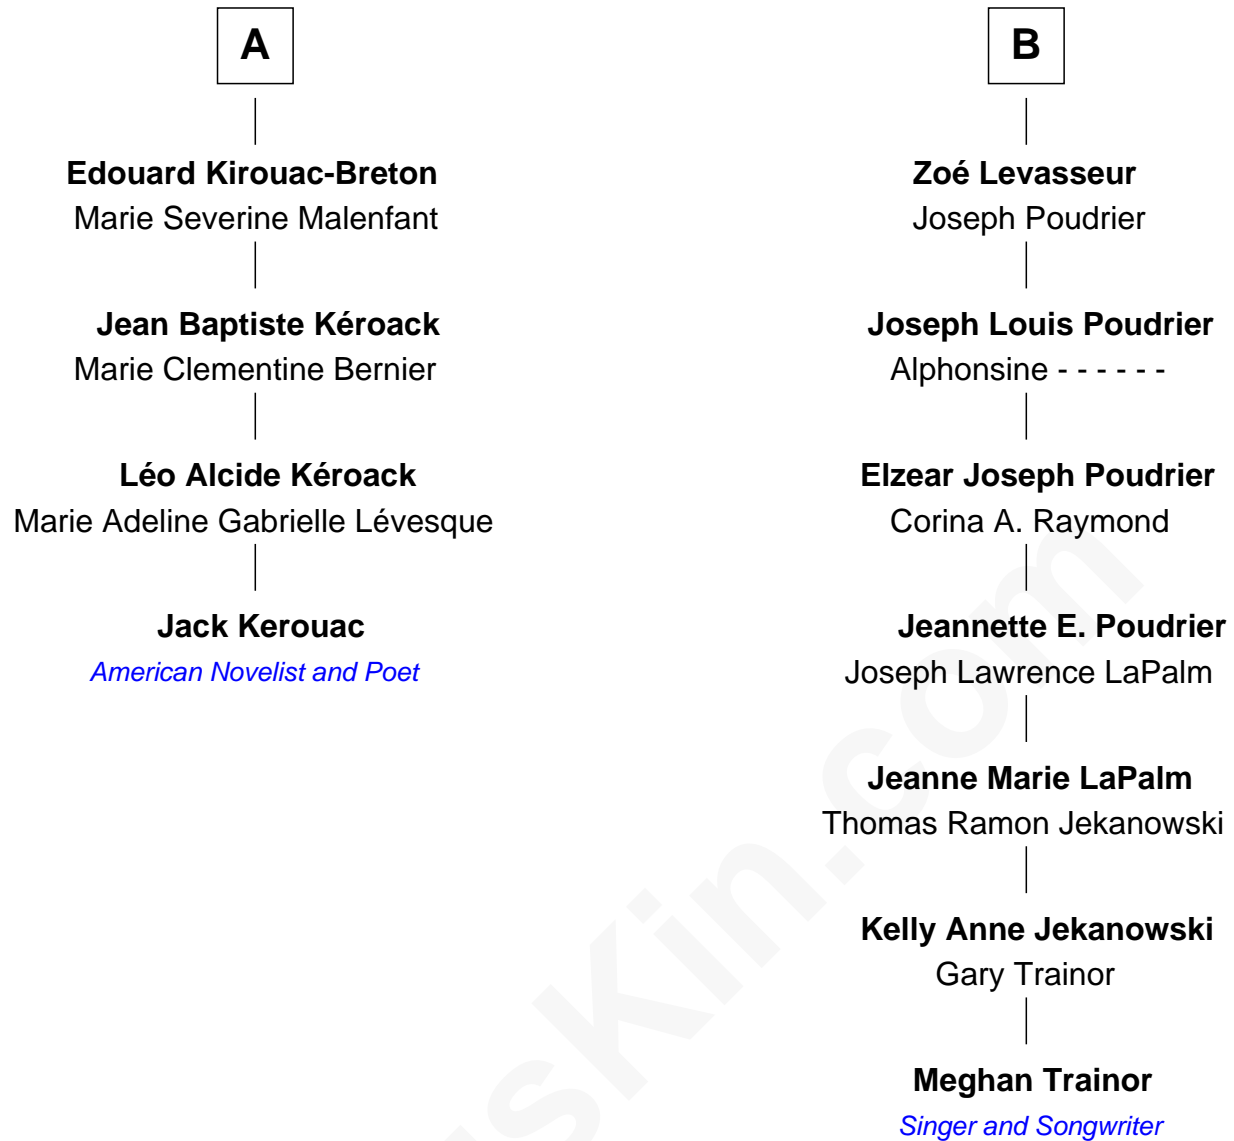 A
Edouard Kirouac-Breton
Marie Severine Malenfant
Jean Baptiste Kéroack
Marie Clementine Bernier
Léo Alcide Kéroack
Marie Adeline Gabrielle Lévesque
Jack Kerouac
American Novelist and Poet
B
Zoé Levasseur
Joseph Poudrier
Joseph Louis Poudrier
Alphonsine - - - - - -
Elzear Joseph Poudrier
Corina A. Raymond
Jeannette E. Poudrier
Joseph Lawrence LaPalm
Jeanne Marie LaPalm
Thomas Ramon Jekanowski
Kelly Anne Jekanowski
Gary Trainor
Meghan Trainor
Singer and Songwriter
sKin.com